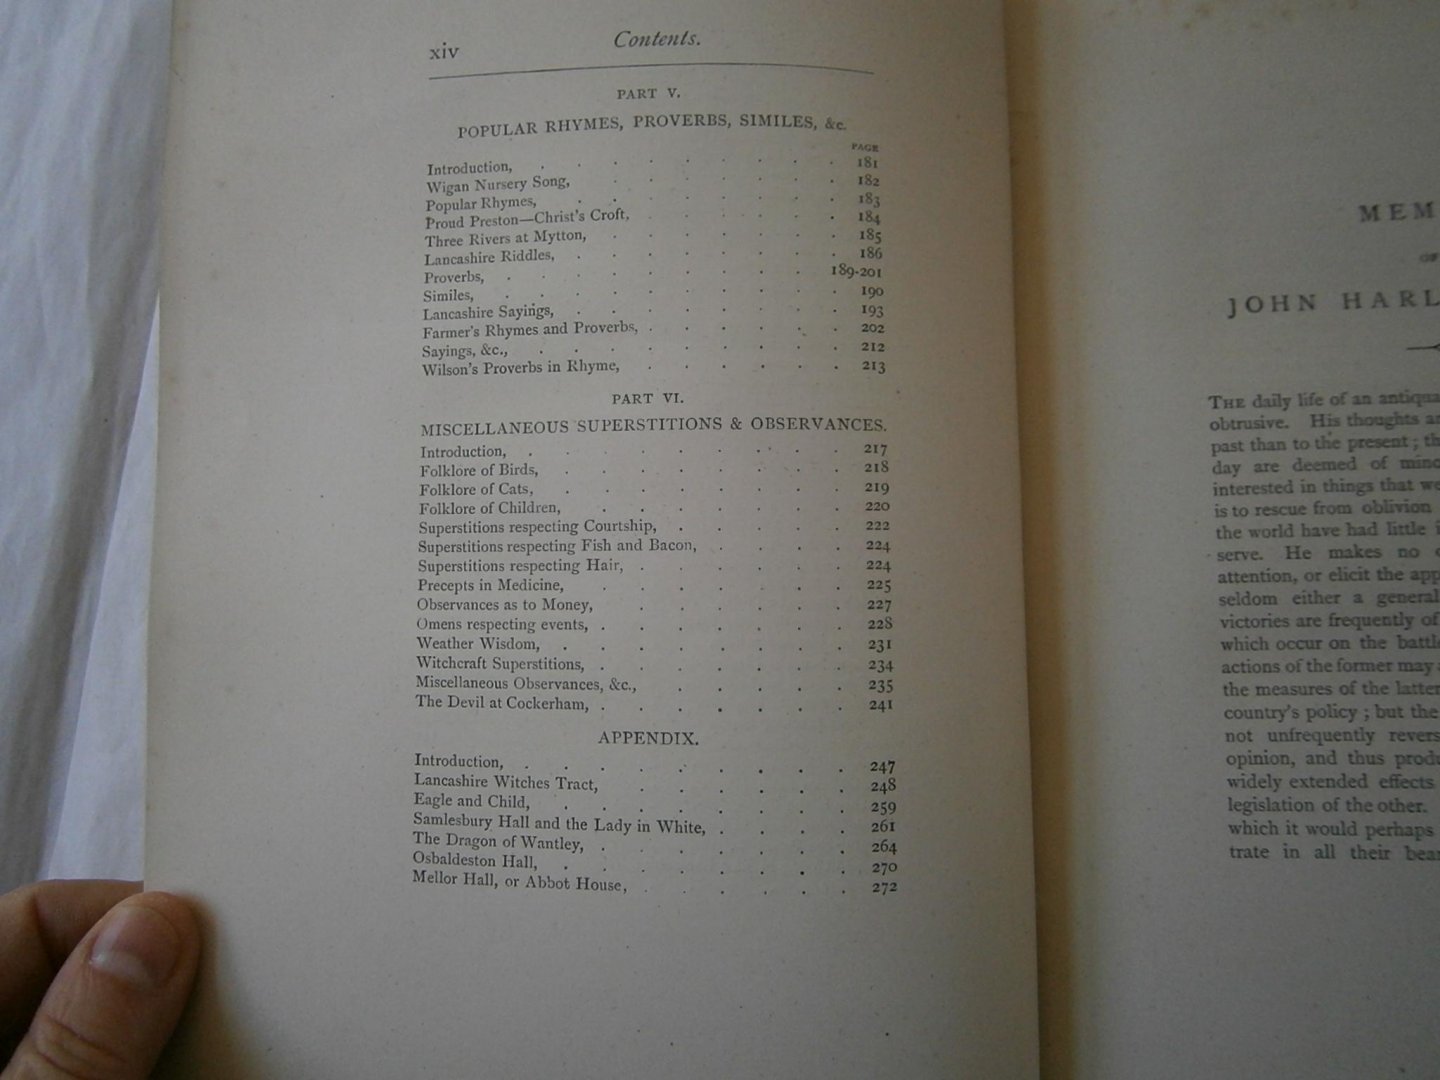 xiv
Contents.
PART V.
POPULAR RHYMES, PROVERBS, SIMILES, &c.
PAGE
Introduction, . . . . . . . . . 181
Wigan Nursery Song, . . . . . . . 182
Popular Rhymes, . . . . . . . . 183
Proud Preston—Christ's Croft, . . . . . . 184
Three Rivers at Mytton, . . . . . . . 185
Lancashire Riddles, . . . . . . . . 186
Proverbs, . . . . . . . . . 189-201
Similes, . . . . . . . . . . 190
Lancashire Sayings, . . . . . . . . 193
Farmer's Rhymes and Proverbs, . . . . . . 202
Sayings, &c., . . . . . . . . . 212
Wilson's Proverbs in Rhyme, . . . . . . 213
PART VI.
MISCELLANEOUS SUPERSTITIONS & OBSERVANCES.
Introduction, . . . . . . . . 217
Folklore of Birds, . . . . . . . . 218
Folklore of Cats, . . . . . . . . 219
Folklore of Children, . . . . . . . 220
Superstitions respecting Courtship, . . . . . 222
Superstitions respecting Fish and Bacon, . . . . 224
Superstitions respecting Hair, . . . . . . 224
Precepts in Medicine, . . . . . . . 225
Observances as to Money, . . . . . . 227
Omens respecting events, . . . . . . . 228
Weather Wisdom, . . . . . . . . 231
Witchcraft Superstitions, . . . . . . . 234
Miscellaneous Observances, &c., . . . . . 235
The Devil at Cockerham, . . . . . . . 241
APPENDIX.
Introduction, . . . . . . . . . 247
Lancashire Witches Tract, . . . . . . 248
Eagle and Child, . . . . . . . . 259
Samlesbury Hall and the Lady in White, . . . . 261
The Dragon of Wantley, . . . . . . . 264
Osbaldeston Hall, . . . . . . . . 270
Mellor Hall, or Abbot House, . . . . . . 272
MEM
OF
JOHN HARL
THE daily life of an antiqua
obtrusive. His thoughts a
past than to the present; th
day are deemed of mino
interested in things that we
is to rescue from oblivion
the world have had little i
serve. He makes no
attention, or elicit the app
seldom either a general
victories are frequently of
which occur on the battl
actions of the former may
the measures of the latter
country's policy; but the
not unfrequently revers
opinion, and thus produ
widely extended effects
legislation of the other.
which it would perhaps
trate in all their bear